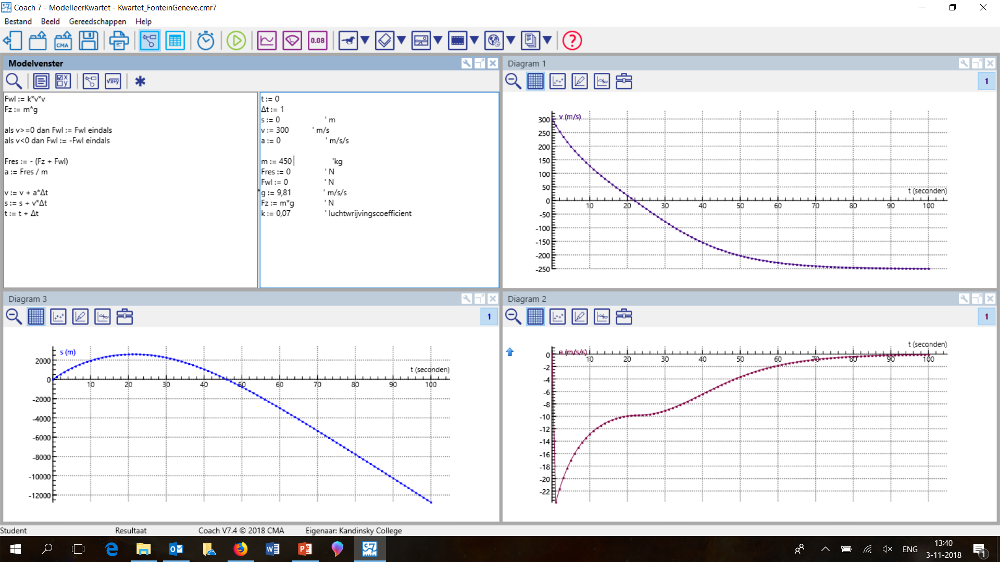 Coach 7 - ModelleerKwartet - Kwartet_FonteinGeneve.cmr7
Bestand Beeld Gereedschappen Help
CMA 0.08 ?
Modelvenster
Fwl := k*v*v
Fz := m*g
als v>=0 dan Fwl := Fwl eindals
als v<0 dan Fwl := -Fwl eindals
Fres := - (Fz + Fwl)
a := Fres / m
v := v + a*Δt
s := s + v*Δt
t := t + Δt
t := 0
Δt := 1
s := 0 ' m
v := 300 ' m/s
a := 0 ' m/s/s
m := 450 'kg
Fres := 0 ' N
Fwl := 0 ' N
g := 9,81 ' m/s/s
Fz := m*g ' N
k := 0,07 ' luchtwrijvingscoefficient
Diagram 1
1
v (m/s)
300
250
200
150
100
50
0
-50
-100
-150
-200
-250
t (seconden)
10 20 30 40 50 60 70 80 90 100
Diagram 3
1
s (m)
2000
0
-2000
-4000
-6000
-8000
-10000
-12000
t (seconden)
10 20 30 40 50 60 70 80 90 100
Diagram 2
1
a (m/s/s)
t (seconden)
10 20 30 40 50 60 70 80 90 100
0
-2
-4
-6
-8
-10
-12
-14
-16
-18
-20
-22
Student Resultaat Coach V7.4 © 2018 CMA Eigenaar: Kandinsky College
ENG 13:40
3-11-2018
1